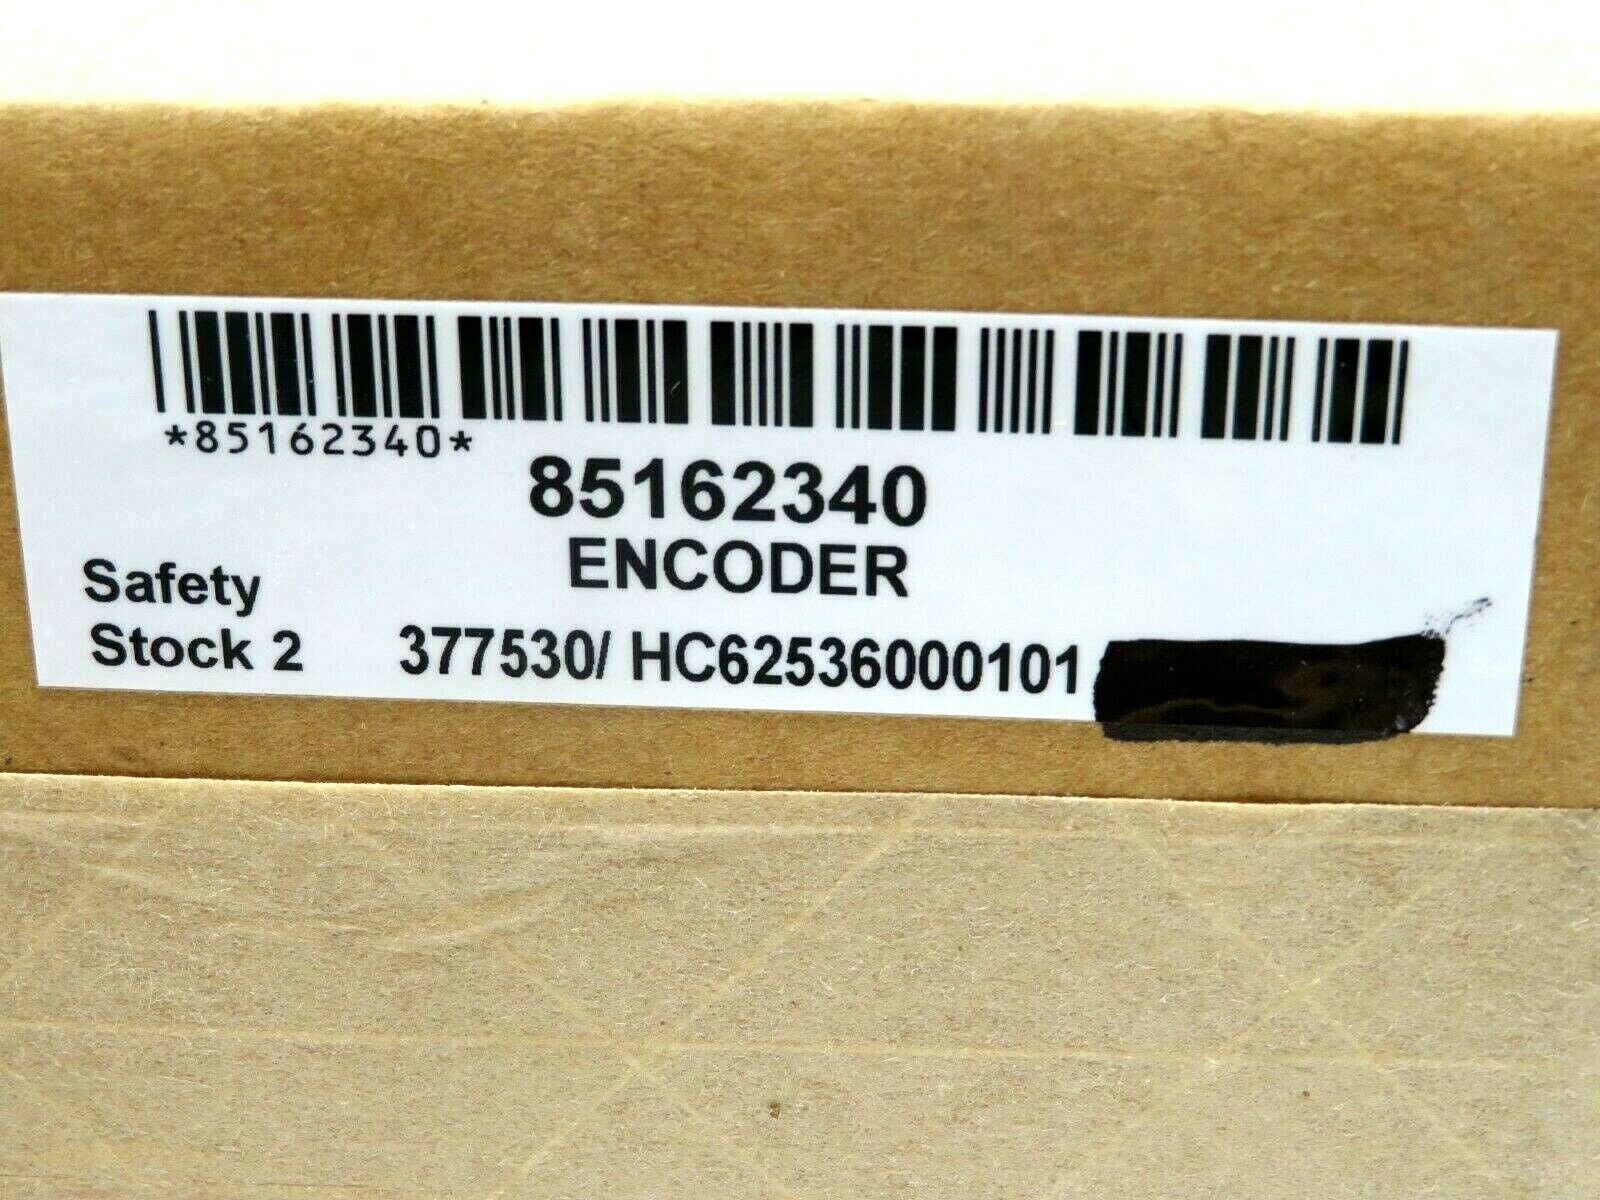 *85162340*
85162340
ENCODER
Safety
Stock 2
377530/ HC62536000101